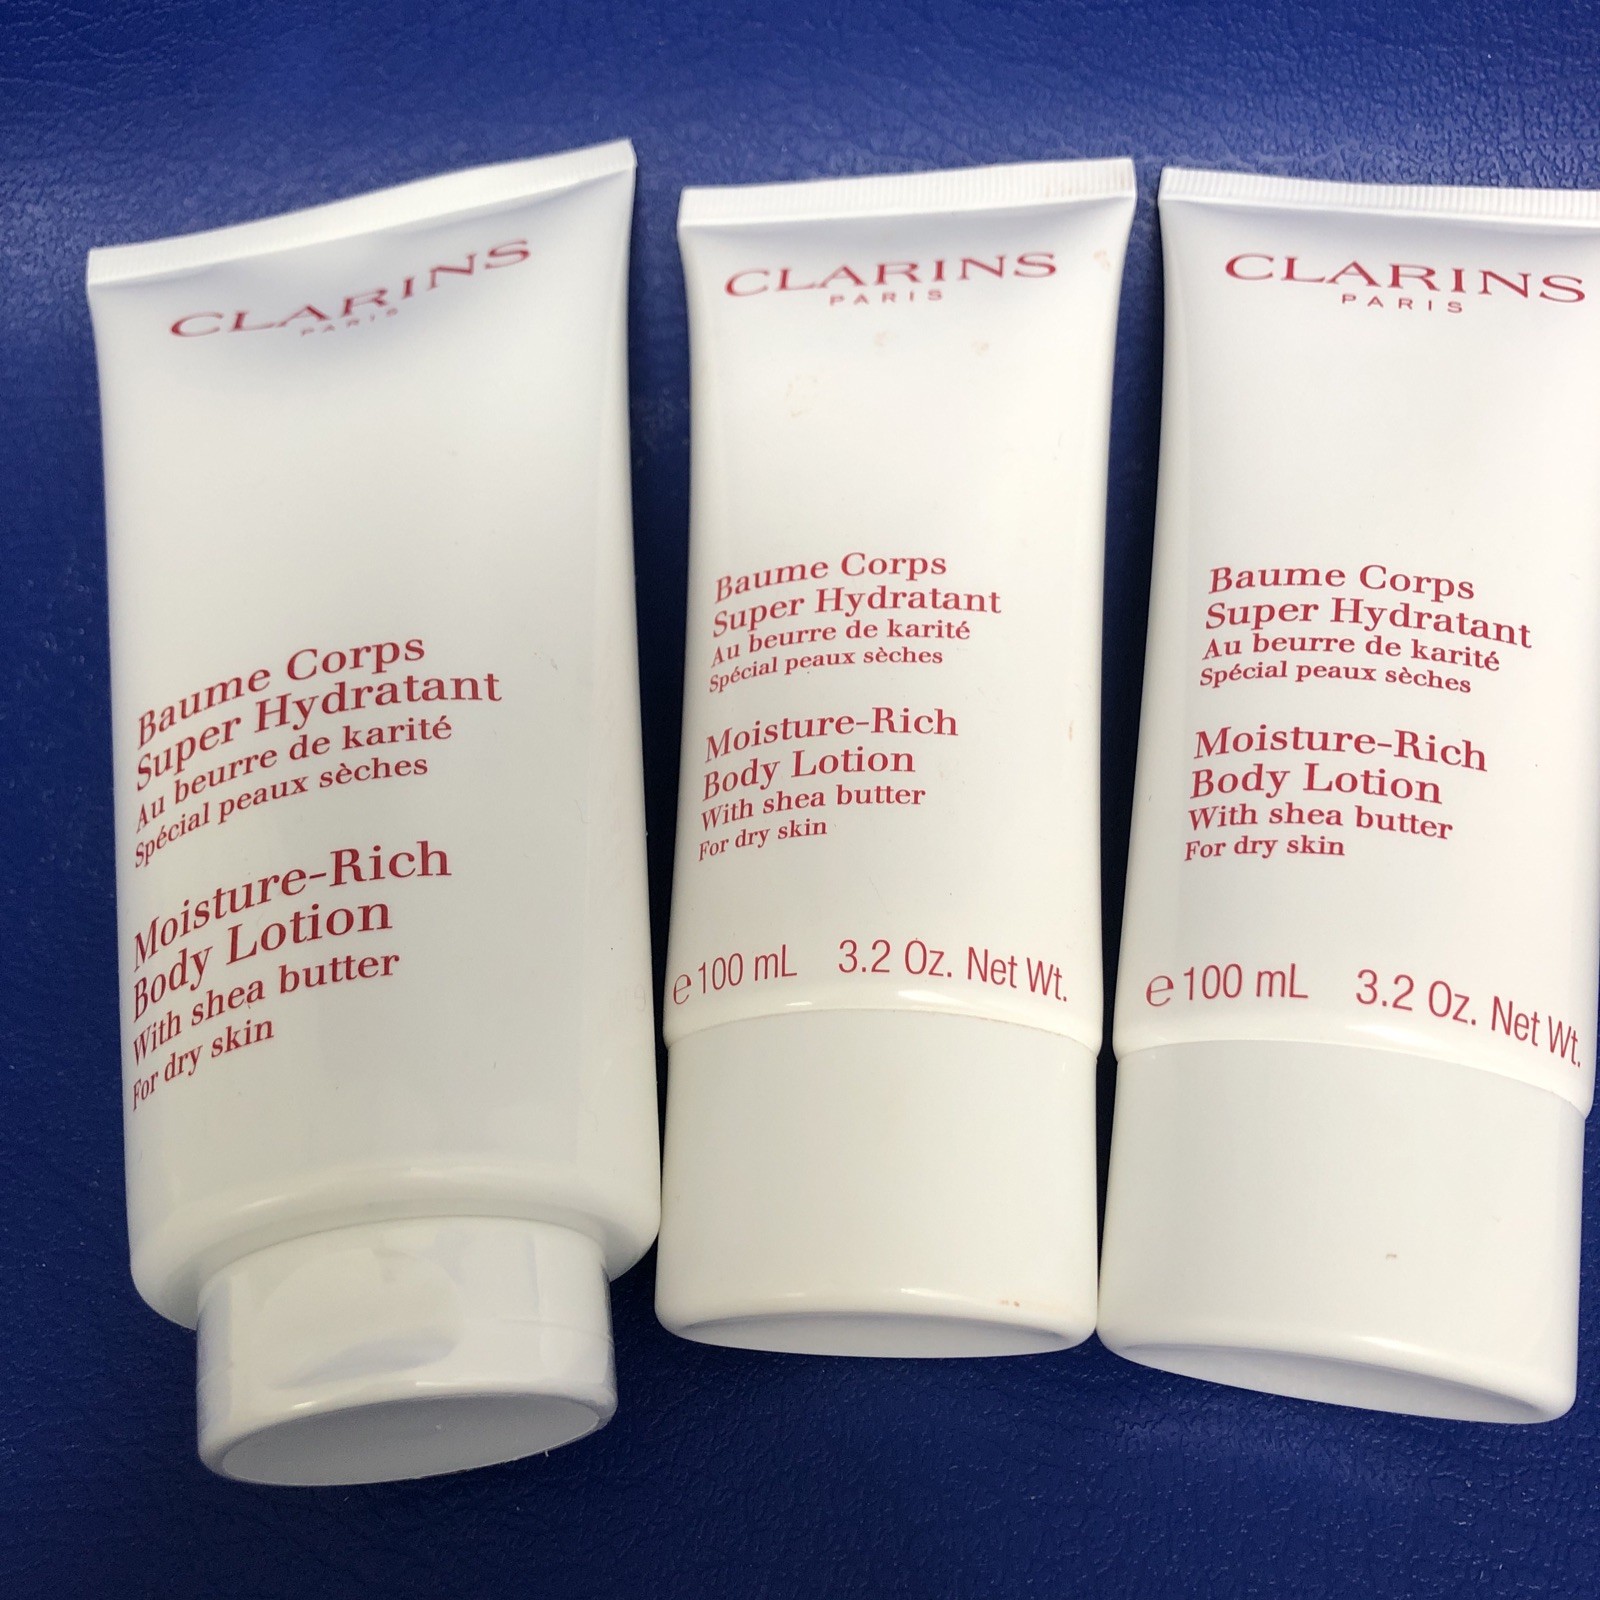 CLARINS
PARIS
Baume Corps
Super Hydratant
Au beurre de karité
Spécial peaux sèches
Moisture-Rich
Body Lotion
With shea butter
For dry skin
CLARINS
PARIS
Baume Corps
Super Hydratant
Au beurre de karité
Spécial peaux sèches
Moisture-Rich
Body Lotion
With shea butter
For dry skin
℮ 100 mL 3.2 Oz. Net Wt.
CLARINS
PARIS
Baume Corps
Super Hydratant
Au beurre de karité
Spécial peaux sèches
Moisture-Rich
Body Lotion
With shea butter
For dry skin
℮ 100 mL 3.2 Oz. Net Wt.